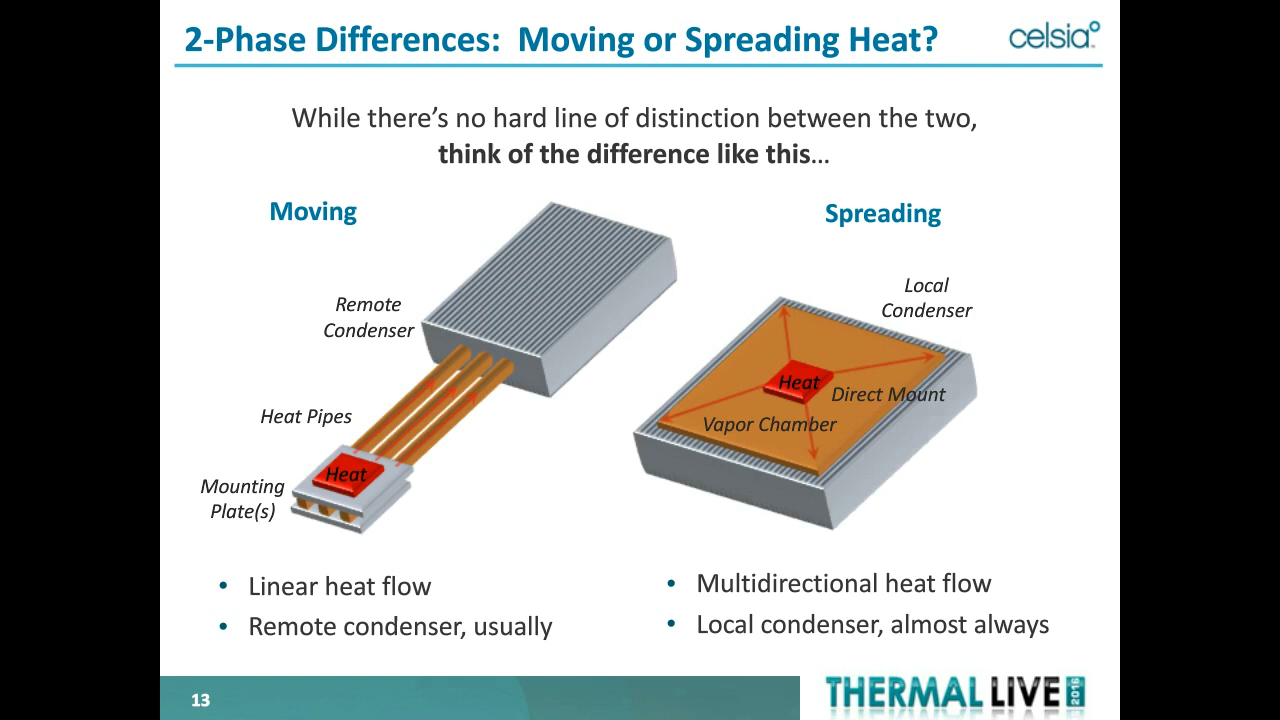 2-Phase Differences: Moving or Spreading Heat?
celsia
While there's no hard line of distinction between the two,
think of the difference like this…
Moving
Remote
Condenser
Heat Pipes
Heat
Mounting
Plate(s)
• Linear heat flow
• Remote condenser, usually
Spreading
Local
Condenser
Heat
Direct Mount
Vapor Chamber
• Multidirectional heat flow
• Local condenser, almost always
13
THERMAL LIVE 2016